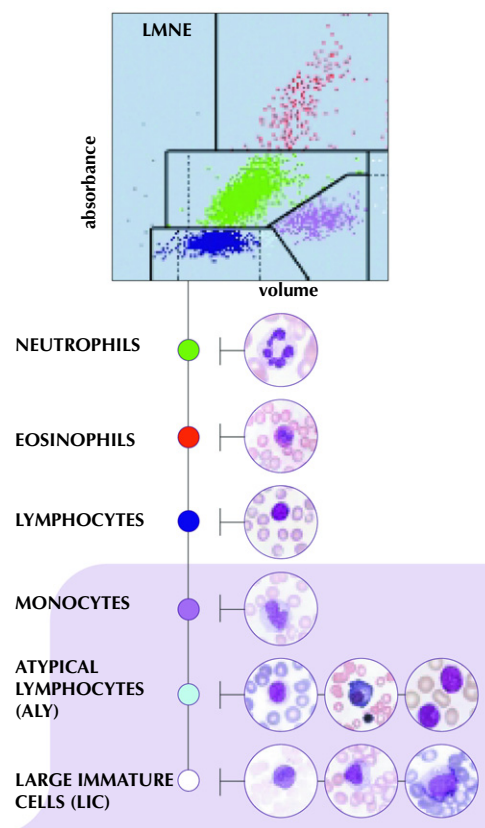 LMNE
absorbance
volume
NEUTROPHILS
EOSINOPHILS
LYMPHOCYTES
MONOCYTES
ATYPICAL
LYMPHOCYTES
(ALY)
LARGE IMMATURE
CELLS (LIC)